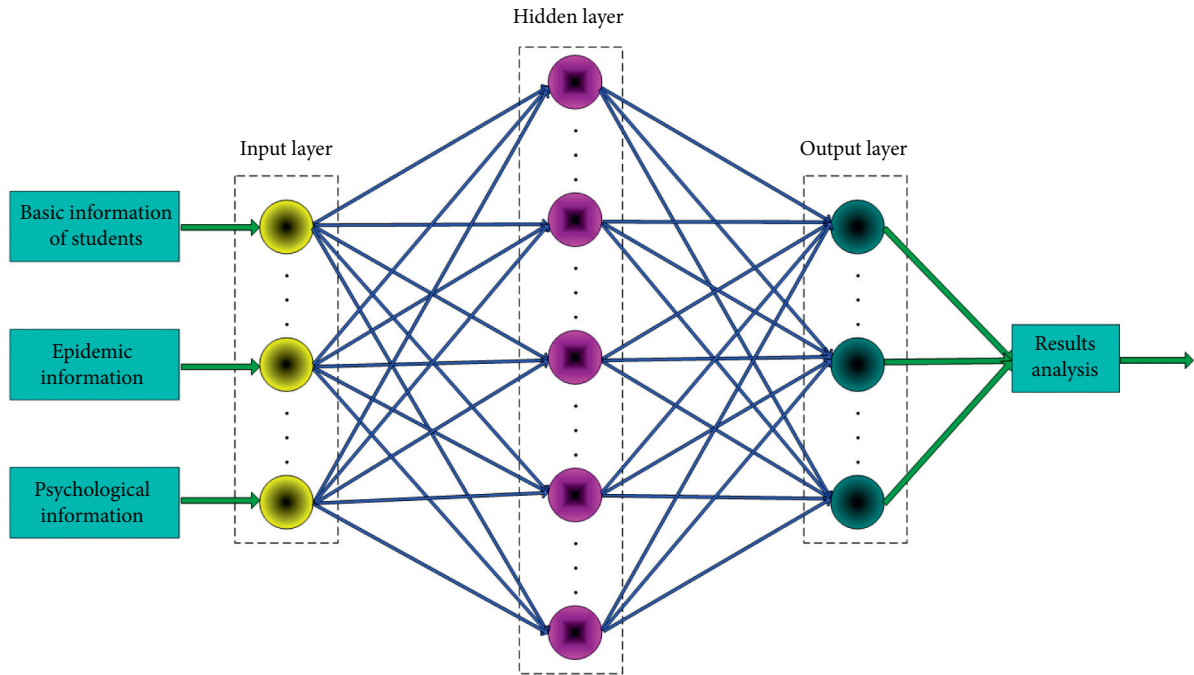 Hidden layer
Input layer
Output layer
Basic information
of students
Epidemic
information
Psychological
information
Results
analysis